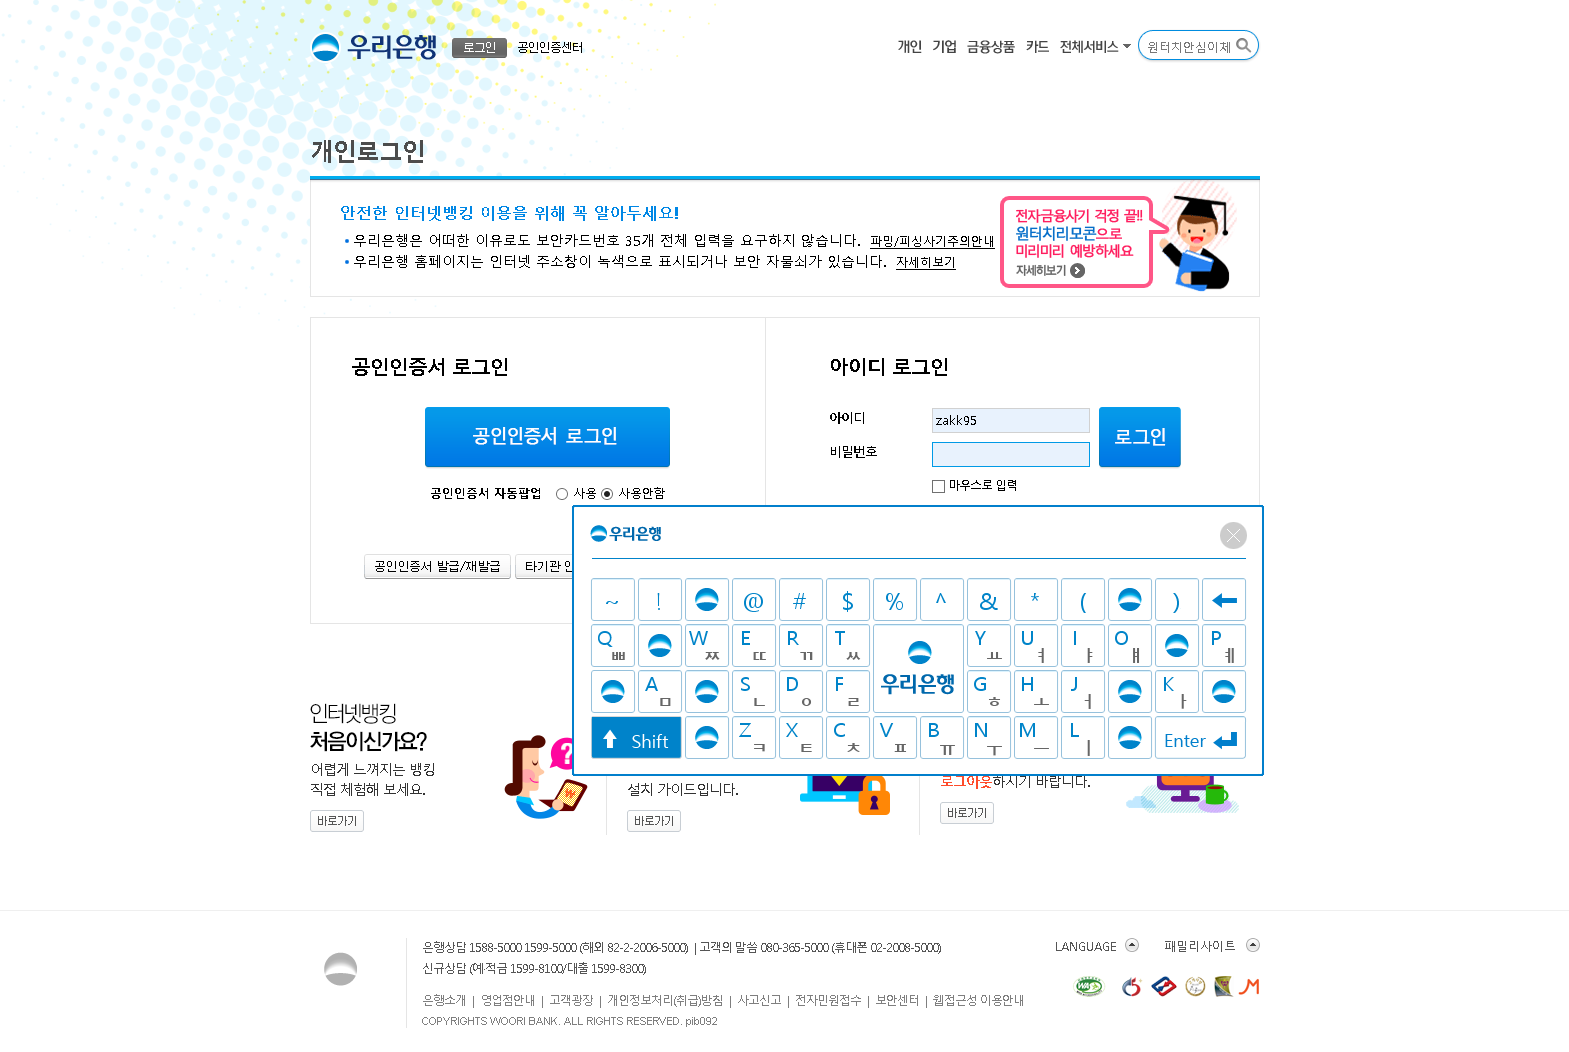 우리은행 로그인 공인인증센터 개인 기업 금융상품 카드 전체서비스 원터치안심이체
개인로그인
안전한 인터넷뱅킹 이용을 위해 꼭 알아두세요!
우리은행은 어떠한 이유로도 보안카드번호 35개 전체 입력을 요구하지 않습니다. 파밍/피싱사기주의안내
우리은행 홈페이지는 인터넷 주소창이 녹색으로 표시되거나 보안 자물쇠가 있습니다. 자세히보기
전자금융사기 걱정 끝!!
원터치리모콘으로
미리미리 예방하세요
자세히보기
공인인증서 로그인
공인인증서 로그인
공인인증서 자동팝업 사용 사용안함
공인인증서 발급/재발급 타기관 인
아이디 로그인
아이디 zakk95
비밀번호
로그인
마우스로 입력
우리은행
~ ! @ # $ % ^ & * ( )
Q ㅃ W ㅉ E ㄸ R ㄲ T ㅆ Y ㅛ U ㅕ I ㅑ O ㅒ P ㅖ
우리은행
A ㅁ S ㄴ D ㅇ F ㄹ G ㅎ H ㅗ J ㅓ K ㅏ
Shift Z ㅋ X ㅌ C ㅊ V ㅍ B ㅠ N ㅜ M ㅡ L ㅣ Enter
인터넷뱅킹
처음이신가요?
어렵게 느껴지는 뱅킹
직접 체험해 보세요.
바로가기
설치 가이드입니다.
바로가기
로그아웃하시기 바랍니다.
바로가기
은행상담 1588-5000 1599-5000 (해외 82-2-2006-5000) | 고객의 말씀 080-365-5000 (휴대폰 02-2008-5000)
신규상담 (예·적금 1599-8100/대출 1599-8300)
LANGUAGE 패밀리사이트
은행소개 | 영업점안내 | 고객광장 | 개인정보처리(취급)방침 | 사고신고 | 전자민원접수 | 보안센터 | 웹접근성 이용안내
COPYRIGHTS WOORI BANK. ALL RIGHTS RESERVED. pib092